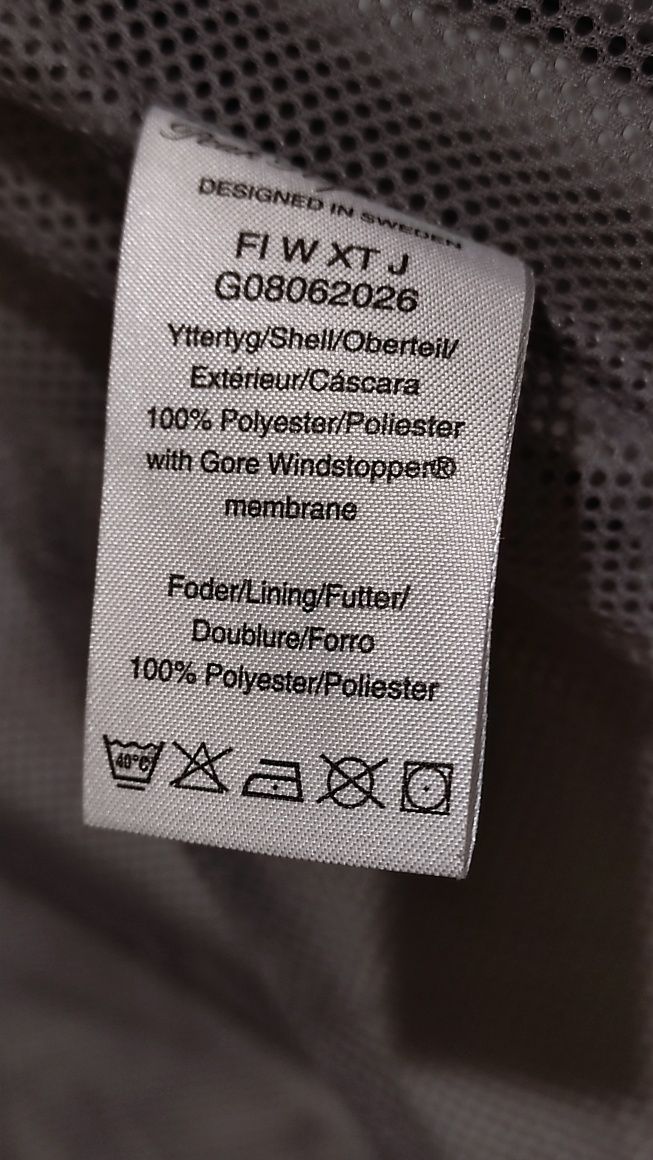 DESIGNED IN SWEDEN
FI W XT J
G08062026
Yttertyg/Shell/Oberteil/
Extérieur/Cáscara
100% Polyester/Poliester
with Gore Windstopper®
membrane
Foder/Lining/Futter/
Doublure/Forro
100% Polyester/Poliester
40°C